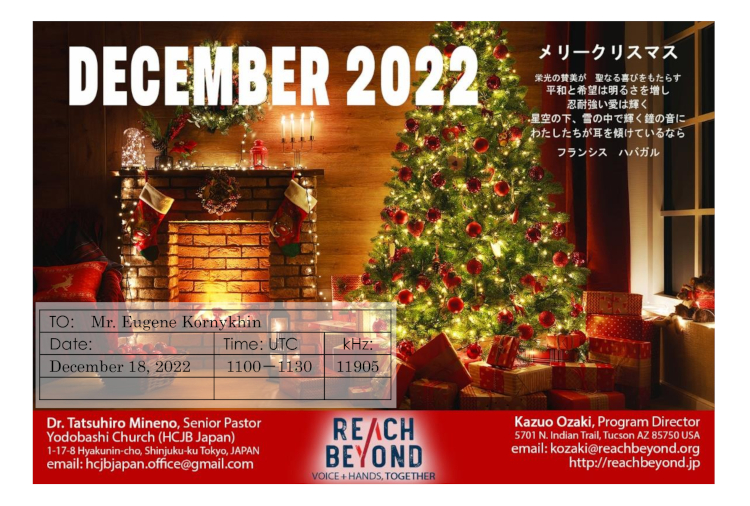 DECEMBER 2022
メリークリスマス
栄光の賛美が 聖なる喜びをもたらす
平和と希望は明るさを増し
忍耐強い愛は輝く
星空の下、雪の中で輝く鐘の音に
わたしたちが耳を傾けているなら
フランシス ハバガル
TO: Mr. Eugene Kornykhin
Date: Time: UTC kHz:
December 18, 2022 1100－1130 11905
Dr. Tatsuhiro Mineno, Senior Pastor
Yodobashi Church (HCJB Japan)
1-17-8 Hyakunin-cho, Shinjuku-ku Tokyo, JAPAN
email: hcjbjapan.office@gmail.com
REACH
BEYOND
VOICE + HANDS, TOGETHER
Kazuo Ozaki, Program Director
5701 N. Indian Trail, Tucson AZ 85750 USA
email: kozaki@reachbeyond.org
http://reachbeyond.jp